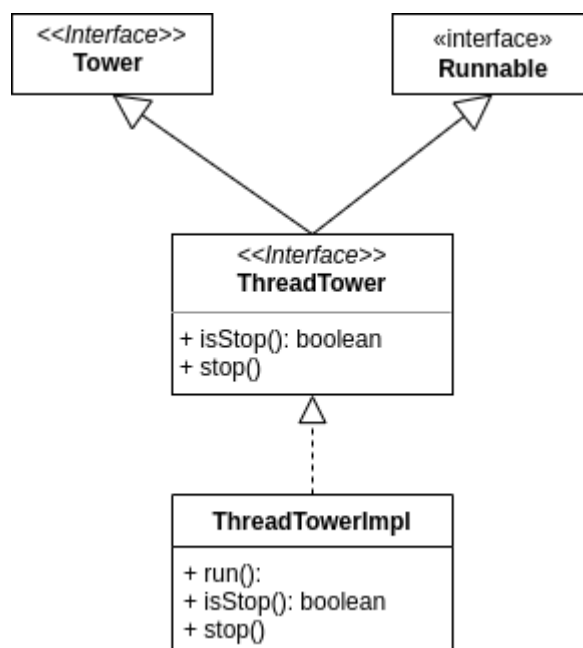 <<Interface>>
Tower
«interface»
Runnable
<<Interface>>
ThreadTower
+ isStop(): boolean
+ stop()
ThreadTowerImpl
+ run():
+ isStop(): boolean
+ stop()